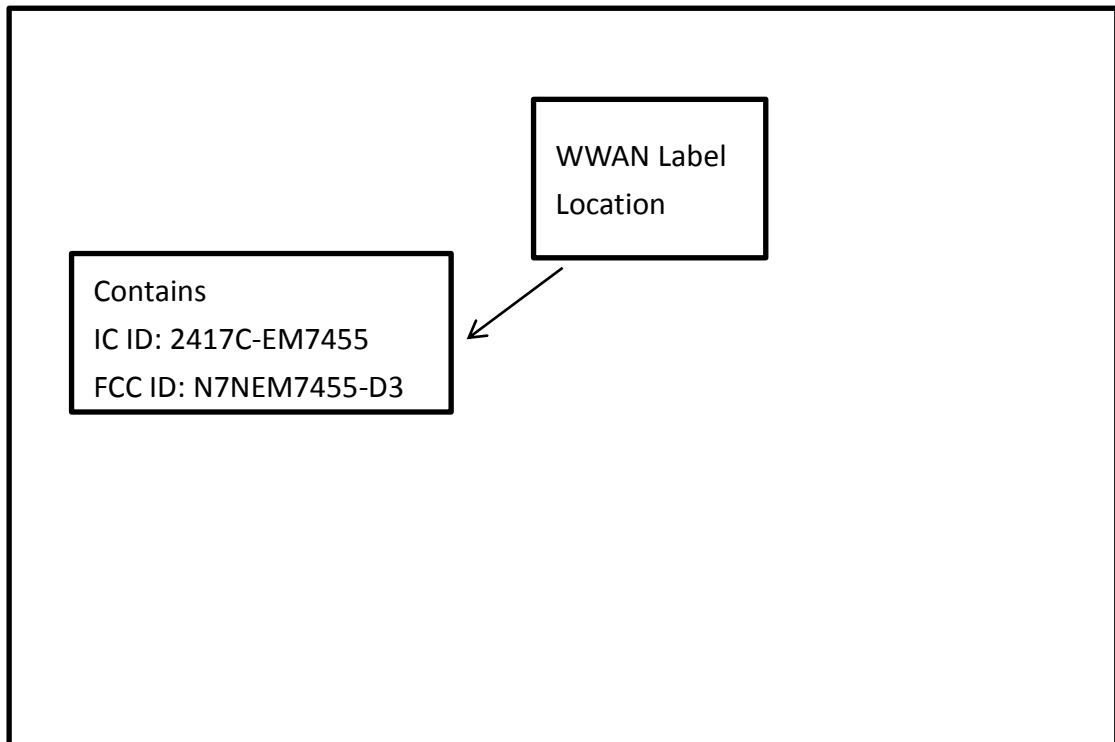 WWAN Label
Location
Contains
IC ID: 2417C-EM7455
FCC ID: N7NEM7455-D3